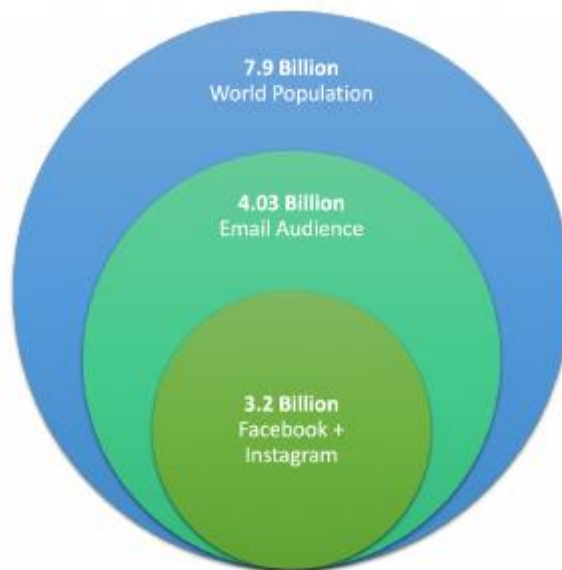 7.9 Billion
World Population
4.03 Billion
Email Audience
3.2 Billion
Facebook +
Instagram